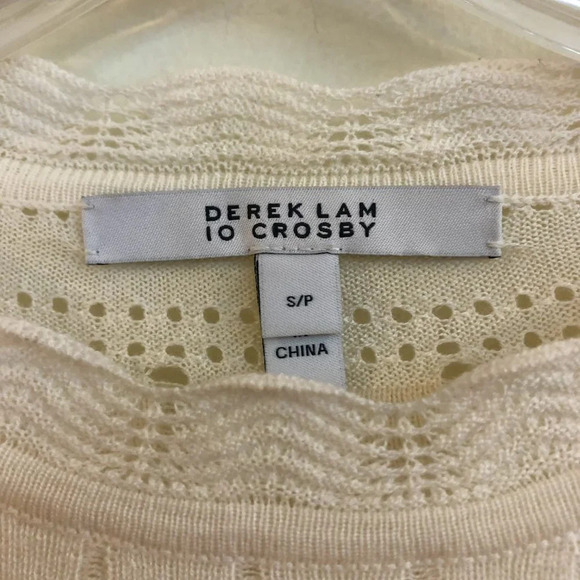 DEREK LAM
10 CROSBY
S/P
CHINA